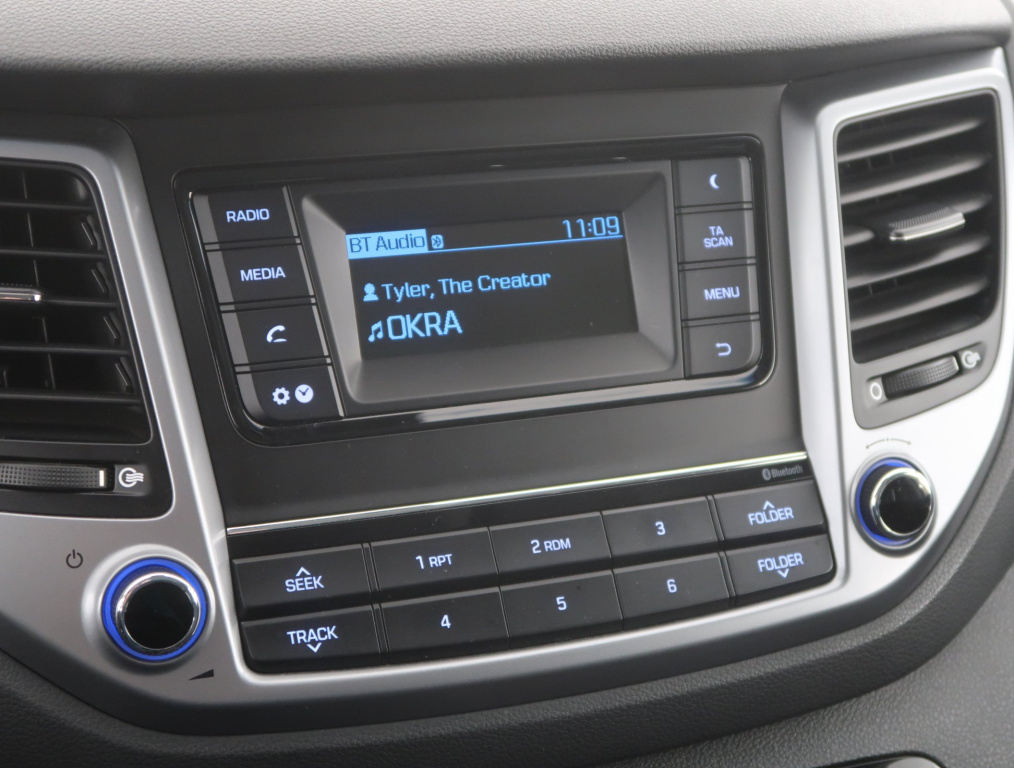 RADIO
MEDIA
BT Audio 11:09
Tyler, The Creator
OKRA
TA
SCAN
MENU
Bluetooth
SEEK
1 RPT
2 RDM
3
FOLDER
TRACK
4
5
6
FOLDER